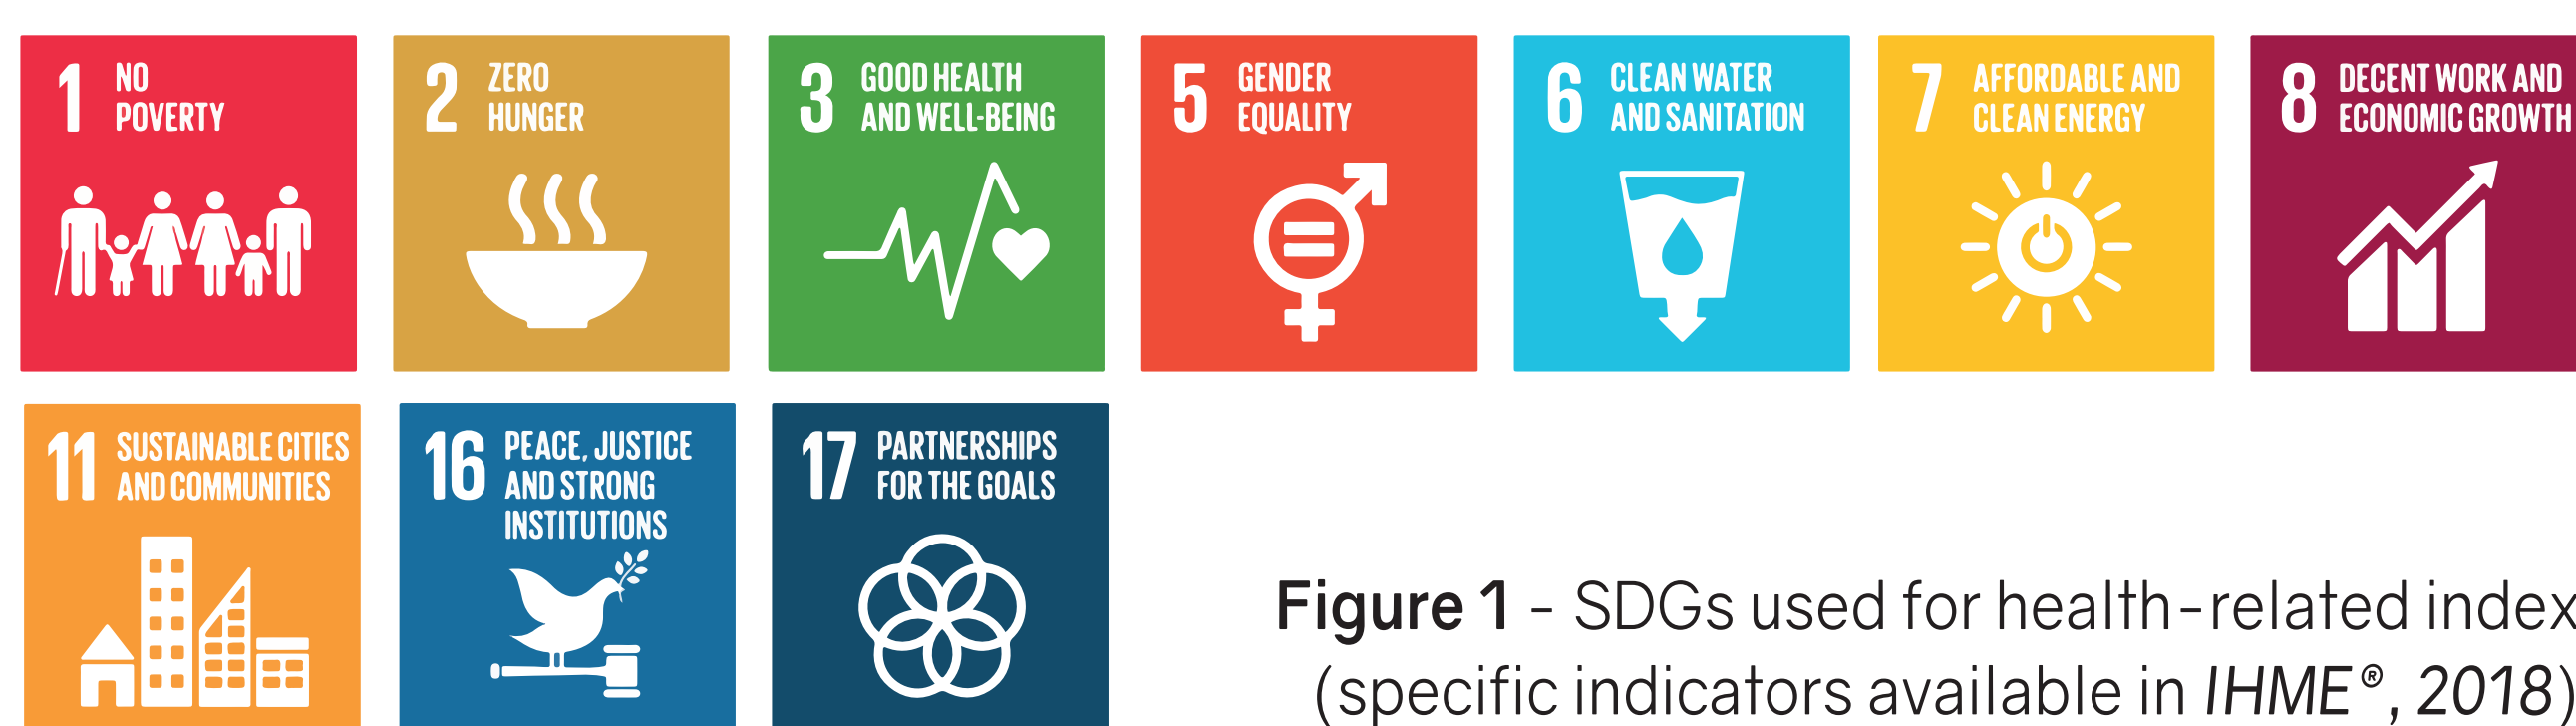 1 NO
POVERTY
2 ZERO
HUNGER
3 GOOD HEALTH
AND WELL-BEING
5 GENDER
EQUALITY
6 CLEAN WATER
AND SANITATION
7 AFFORDABLE AND
CLEAN ENERGY
8 DECENT WORK AND
ECONOMIC GROWTH
11 SUSTAINABLE CITIES
AND COMMUNITIES
16 PEACE, JUSTICE
AND STRONG
INSTITUTIONS
17 PARTNERSHIPS
FOR THE GOALS
Figure 1 - SDGs used for health-related index
(specific indicators available in IHME®, 2018)